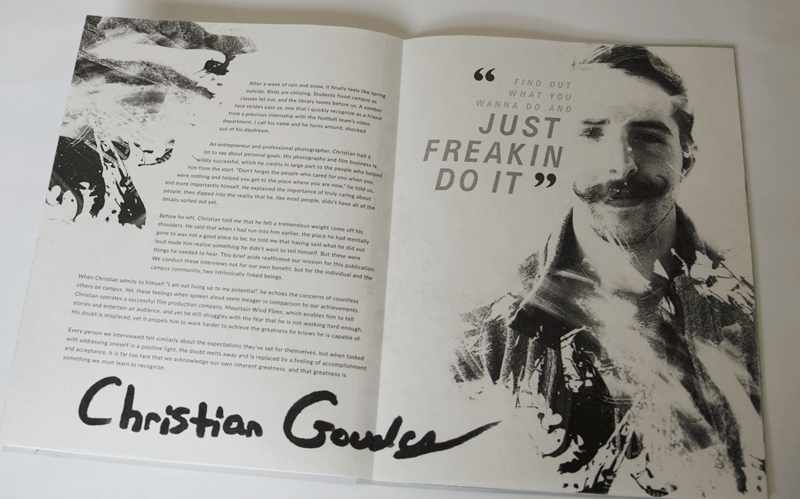 After a week of rain and snow, it finally feels like spring
outside. Birds are chirping. Students flood campus as
classes let out, and the library looms before us. A somber
face strides past us, one that I quickly recognize as a friend
from a previous internship with the football team's video
department. I call his name and he turns around, shocked
out of his daydream.
An entrepreneur and professional photographer, Christian had a
lot to say about personal goals. His photography and film business is
"wildly successful, which he credits in large part to the people who helped
him from the start. "Don't forget the people who cared for you when you
were nothing and helped you get to the place where you are now," he told us,
and more importantly himself. He explained the importance of truly caring about
people, then dipped into the reality that he, like most people, didn't have all of the
details sorted out yet.
Before he left, Christian told me that he felt a tremendous weight come off his
shoulders. He said that when I had run into him earlier, the place he had mentally
gone to was not a good place to be; he told me that having said what he did out
loud made him realize something he didn't want to tell himself. But these were
things he needed to hear. This brief aside reaffirmed our mission for this publication.
We conduct these interviews not for our own benefit, but for the individual and the
campus community, two intrinsically linked beings.
When Christian admits to himself "I am not living up to my potential", he echoes the concerns of countless
others on campus. Yet, these feelings when spoken aloud seem meager in comparison to our achievements.
Christian operates a successful film production company, Mountain Wind Films, which enables him to tell
stories and entertain an audience, and yet he still struggles with the fear that he is not working hard enough.
His doubt is misplaced, yet it propels him to work harder to achieve the greatness he knows he is capable of.
Every person we interviewed felt similarly about the expectations they've set for themselves, but when tasked
with addressing oneself in a positive light, the doubt melts away and is replaced by a feeling of accomplishment
and acceptance. It is far too rare that we acknowledge our own inherent greatness, and that greatness is
something we must learn to recognize.
Christian
“ FIND OUT
WHAT YOU
WANNA DO AND
JUST
FREAKIN
DO IT ”